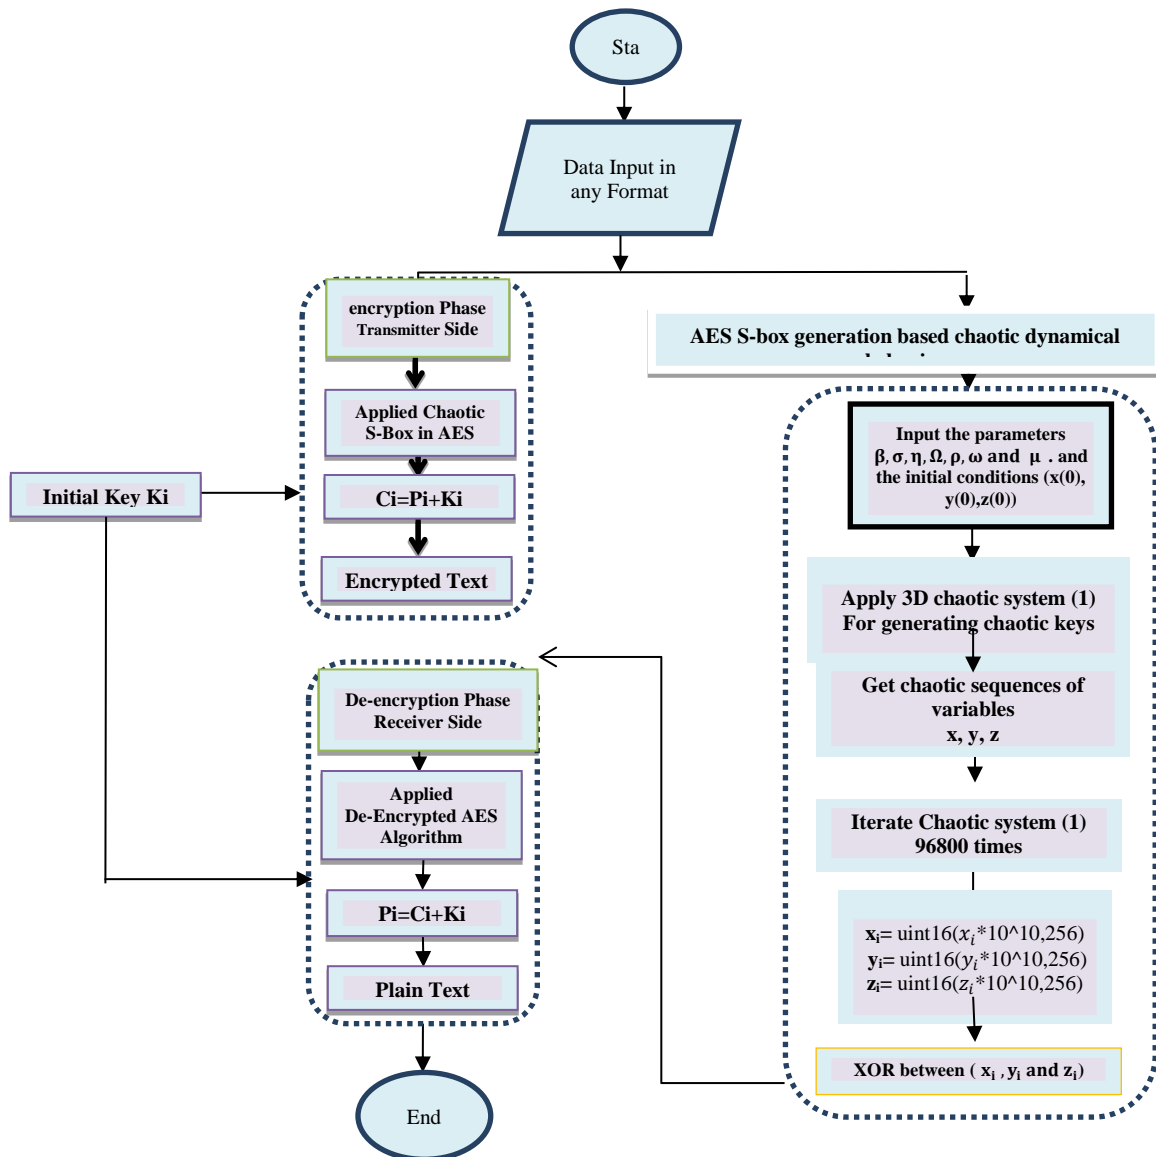 Sta
Data Input in
any Format
encryption Phase
Transmitter Side
Applied Chaotic
S-Box in AES
Ci=Pi+Ki
Encrypted Text
Initial Key Ki
AES S-box generation based chaotic dynamical
Input the parameters
β, σ, η, Ω, ρ, ω and μ . and
the initial conditions (x(0),
y(0),z(0))
Apply 3D chaotic system (1)
For generating chaotic keys
Get chaotic sequences of
variables
x, y, z
Iterate Chaotic system (1)
96800 times
xᵢ= uint16(xᵢ*10^10,256)
yᵢ= uint16(yᵢ*10^10,256)
zᵢ= uint16(zᵢ*10^10,256)
XOR between ( xᵢ , yᵢ and zᵢ)
De-encryption Phase
Receiver Side
Applied
De-Encrypted AES
Algorithm
Pi=Ci+Ki
Plain Text
End